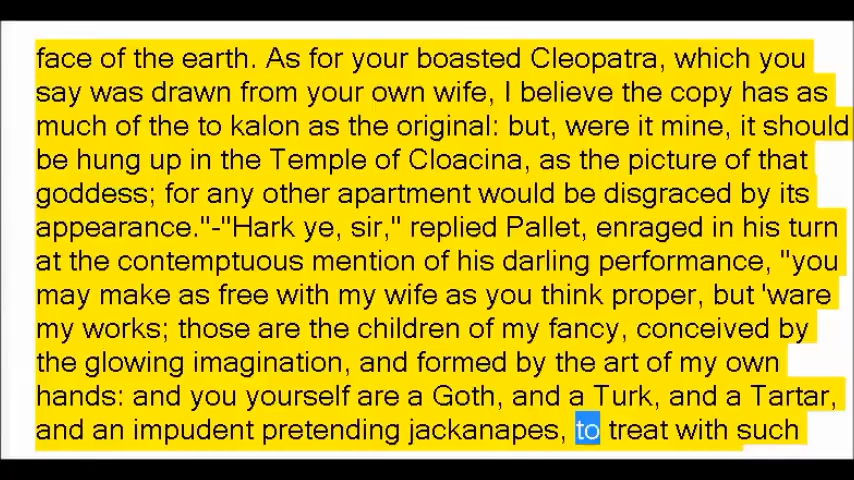 face of the earth. As for your boasted Cleopatra, which you
say was drawn from your own wife, I believe the copy has as
much of the to kalon as the original: but, were it mine, it should
be hung up in the Temple of Cloacina, as the picture of that
goddess; for any other apartment would be disgraced by its
appearance."-"Hark ye, sir," replied Pallet, enraged in his turn
at the contemptuous mention of his darling performance, "you
may make as free with my wife as you think proper, but 'ware
my works; those are the children of my fancy, conceived by
the glowing imagination, and formed by the art of my own
hands: and you yourself are a Goth, and a Turk, and a Tartar,
and an impudent pretending jackanapes, to treat with such